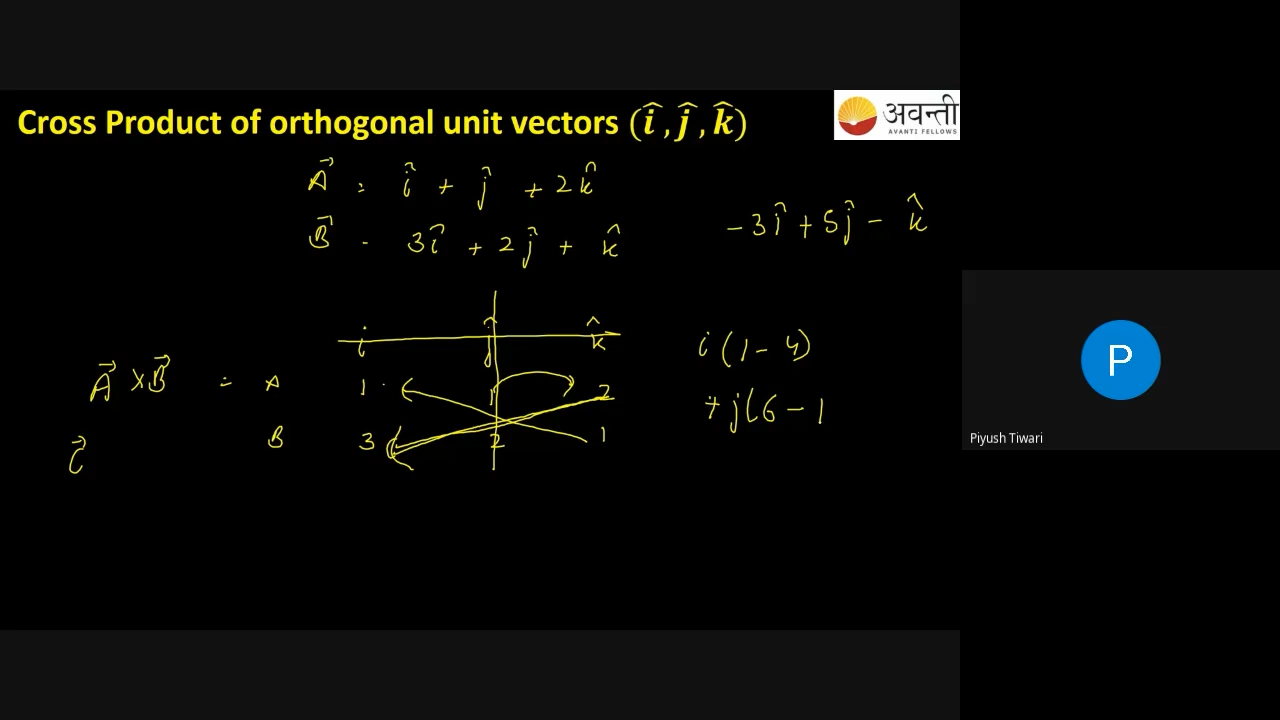 Cross Product of orthogonal unit vectors (î, ĵ, k̂)
अवन्ती
AVANTI FELLOWS
A⃗ = î + ĵ + 2k̂
B⃗ - 3î + 2ĵ + k̂
-3î + 5ĵ - k̂
i ĵ k̂
A⃗ × B⃗ = A 1 1 2
C⃗ B 3 2 1
i (1 - 4)
+ j(6 - 1
P
Piyush Tiwari